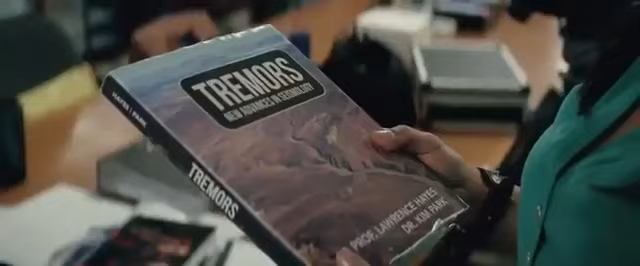 TREMORS
NEW ADVANCES IN SEISMOLOGY
HAYES | PARK
TREMORS
PROF. LAWRENCE HAYES
DR. KIM PARK